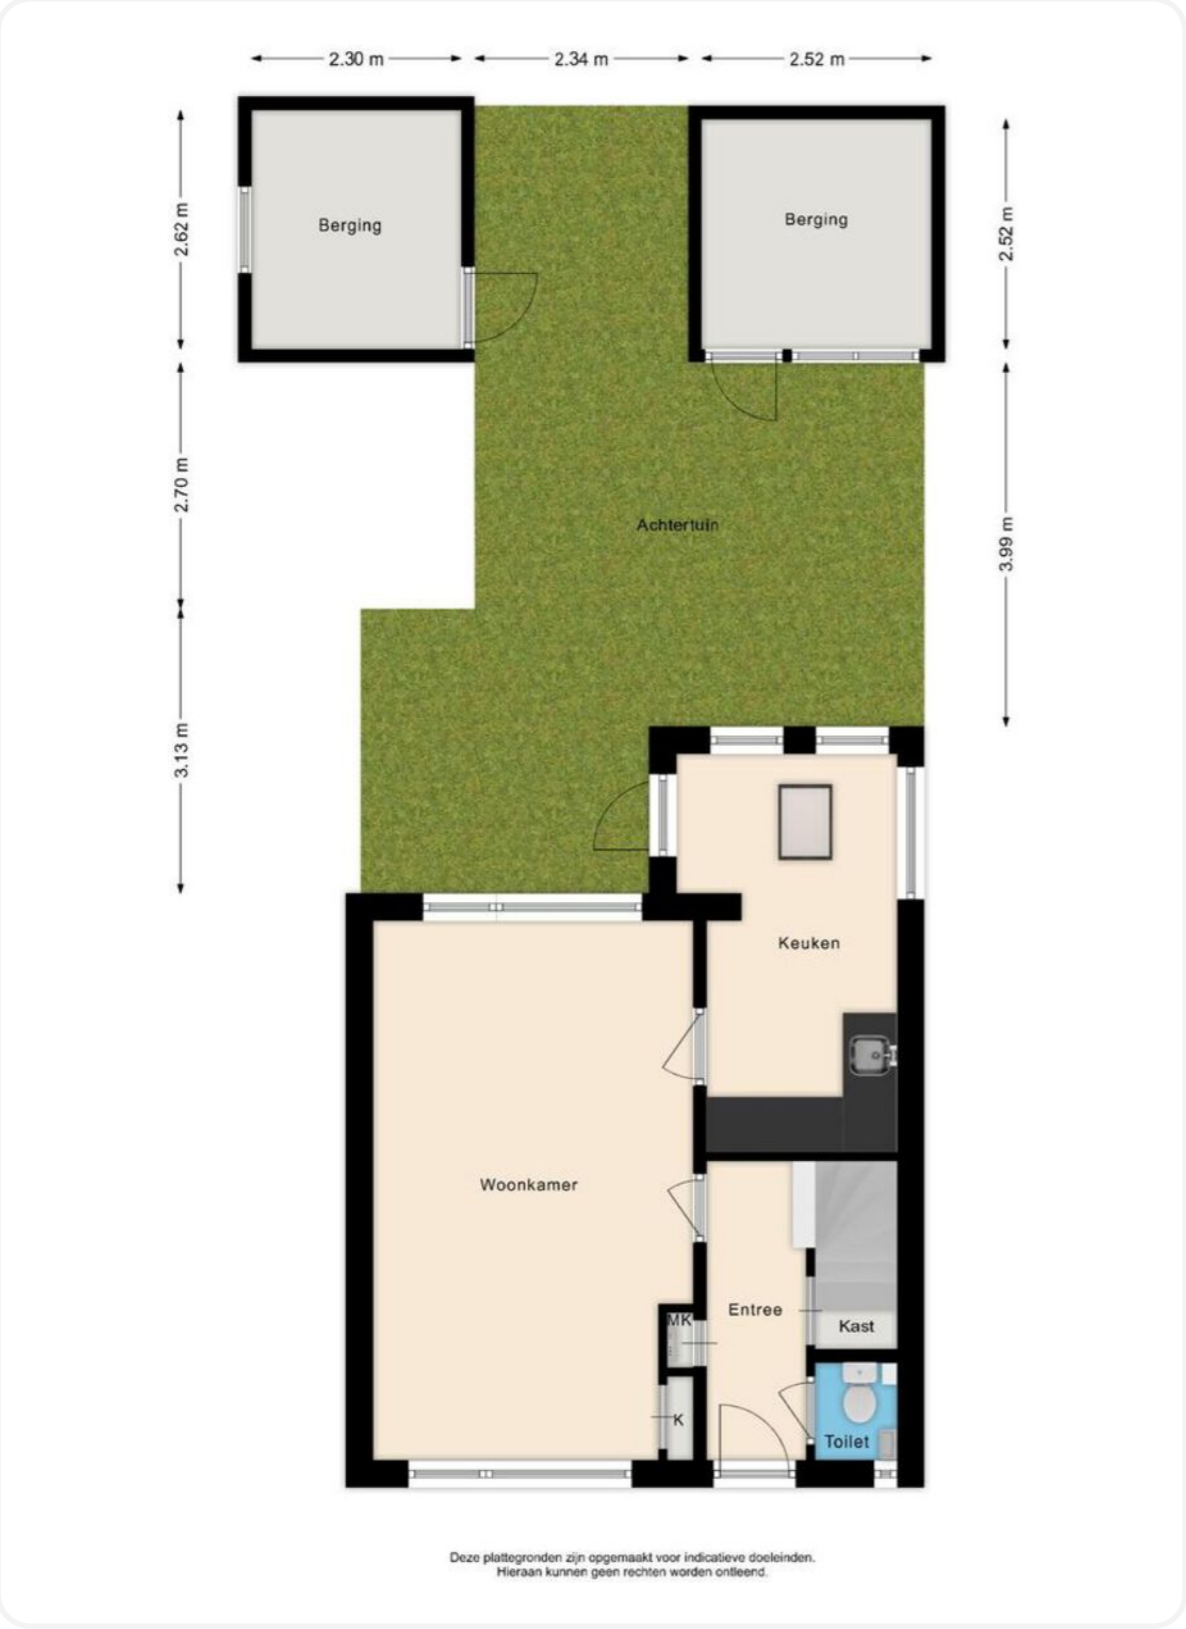 2.30 m
2.34 m
2.52 m
2.62 m
2.52 m
Berging
Berging
2.70 m
3.99 m
Achtertuin
3.13 m
Keuken
Woonkamer
Entree
MK
Kast
K
Toilet
Deze plattegronden zijn opgemaakt voor indicatieve doeleinden.
Hieraan kunnen geen rechten worden ontleend.